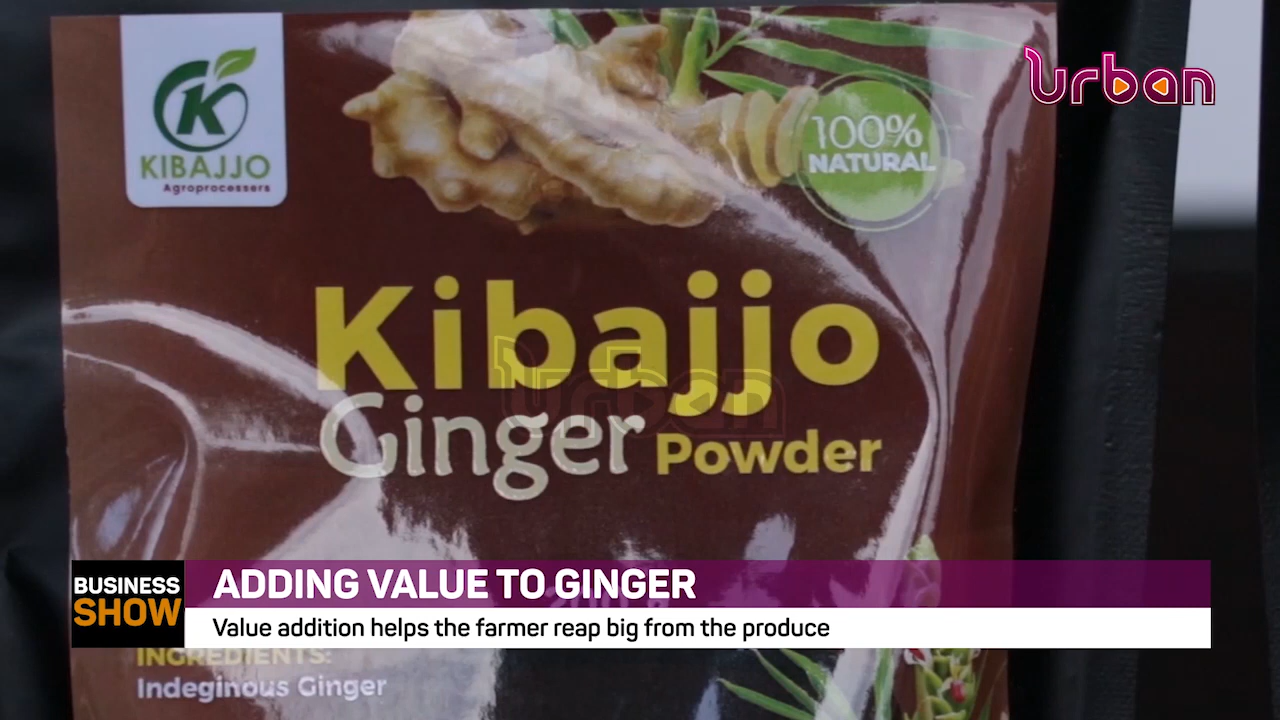 Urban
K
KIBAJJO
Agroprocessers
100%
NATURAL
Kibajjo
Urban
Ginger Powder
BUSINESS
SHOW
ADDING VALUE TO GINGER
Value addition helps the farmer reap big from the produce
INGREDIENTS:
Indeginous Ginger